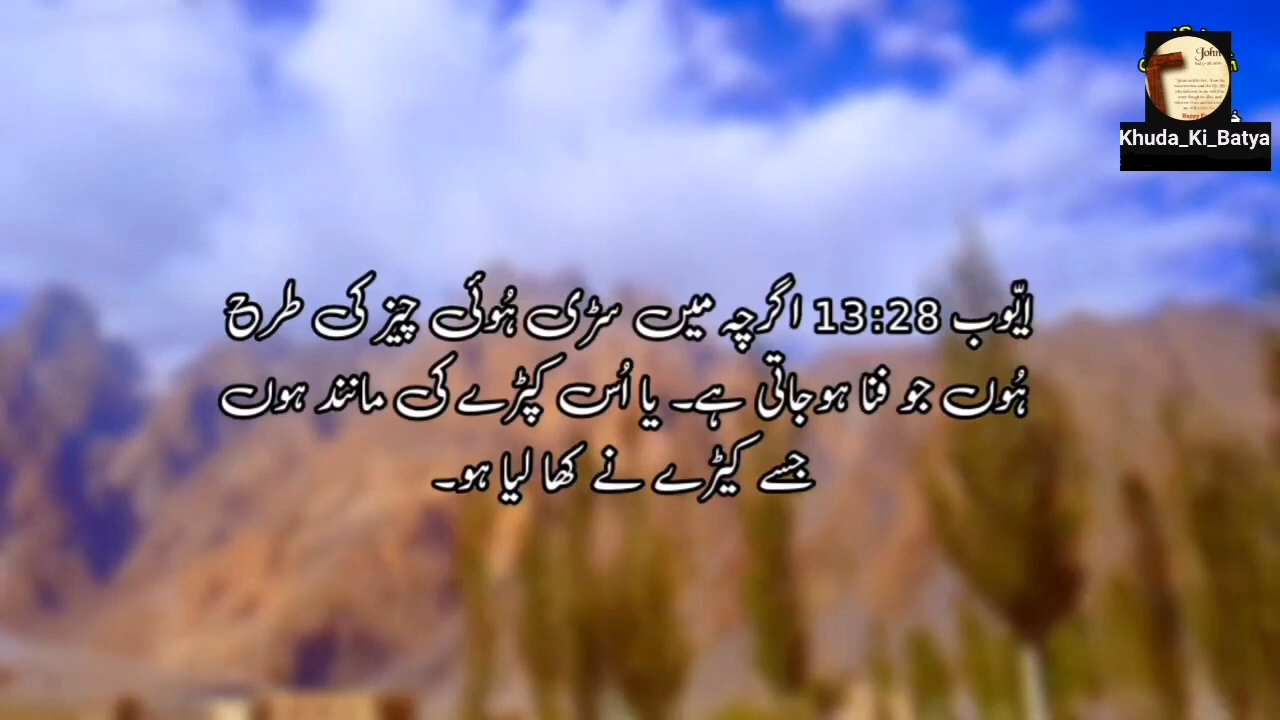 ایّوب 13:28 اگرچہ میں سڑی ہُوئی چیز کی طرح
ہُوں جو فنا ہو جاتی ہے۔ یا اُس کپڑے کی مانند ہوں
جسے کیڑے نے کھا لیا ہو۔
John
Khuda_Ki_Batya